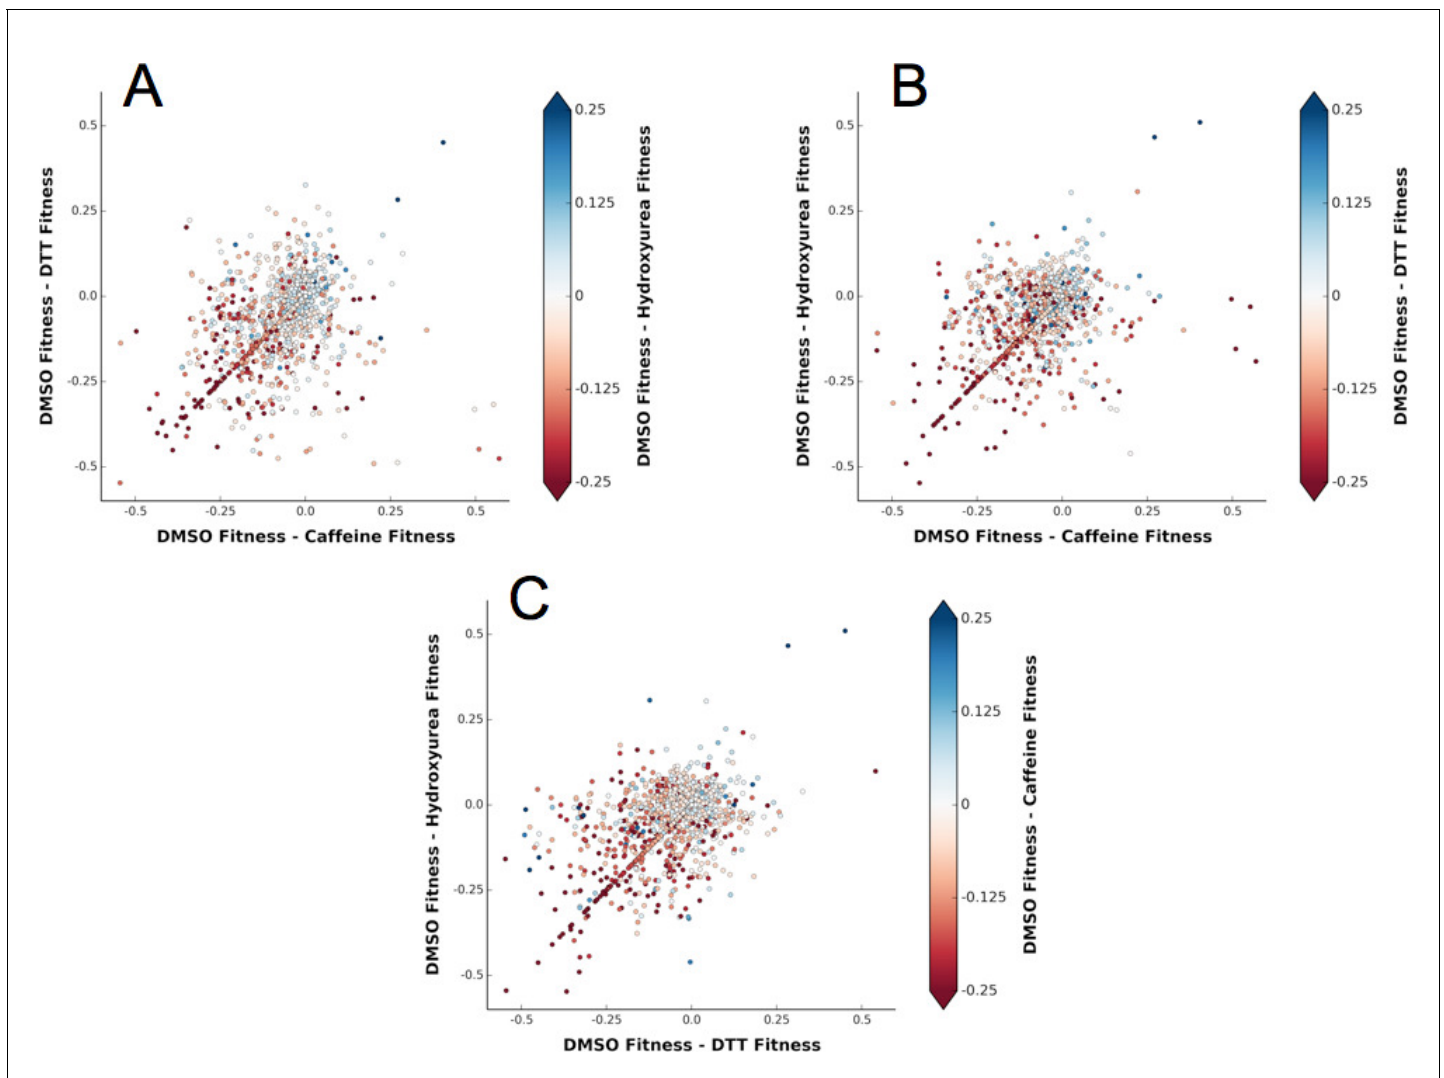 A
0.5
0.25
0.0
-0.25
-0.5
DMSO Fitness - DTT Fitness
-0.5 -0.25 0.0 0.25 0.5
DMSO Fitness - Caffeine Fitness
0.25
0.125
0
-0.125
-0.25
DMSO Fitness - Hydroxyurea Fitness
B
0.5
0.25
0.0
-0.25
-0.5
DMSO Fitness - Hydroxyurea Fitness
-0.5 -0.25 0.0 0.25 0.5
DMSO Fitness - Caffeine Fitness
0.25
0.125
0
-0.125
-0.25
DMSO Fitness - DTT Fitness
C
0.5
0.25
0.0
-0.25
-0.5
DMSO Fitness - Hydroxyurea Fitness
-0.5 -0.25 0.0 0.25 0.5
DMSO Fitness - DTT Fitness
0.25
0.125
0
-0.125
-0.25
DMSO Fitness - Caffeine Fitness